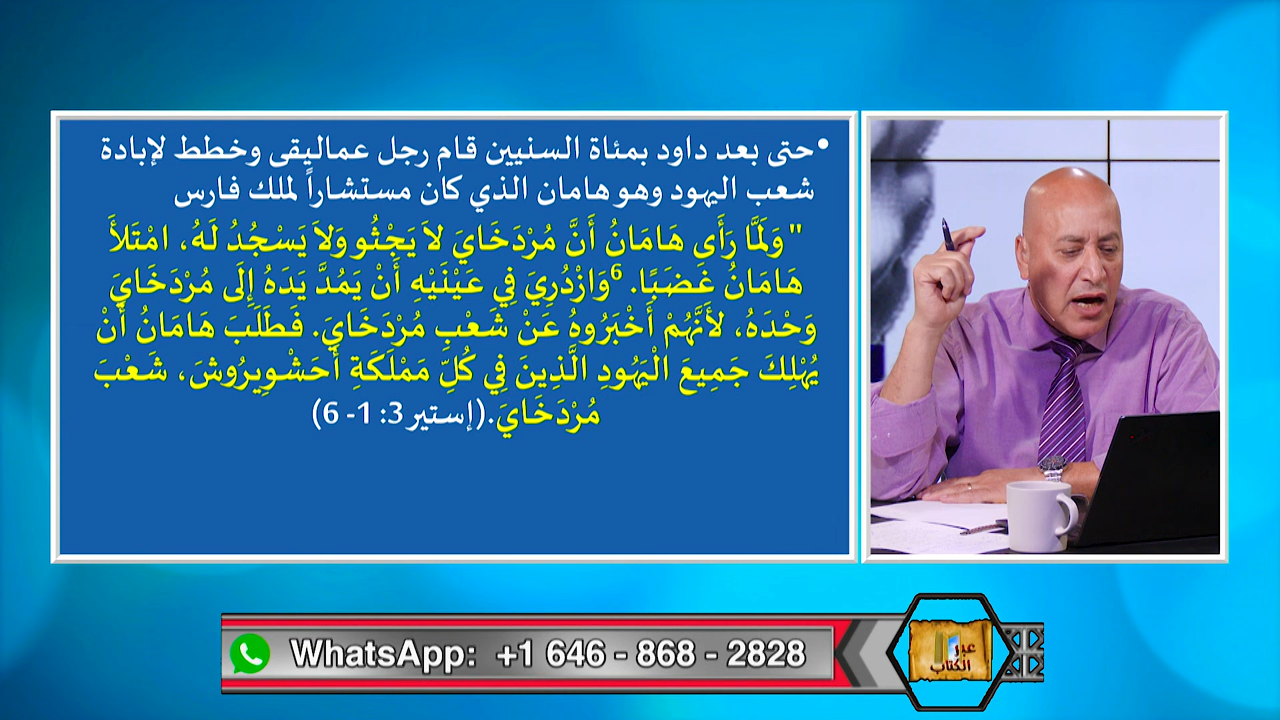 •حتى بعد داود بمئاة السنيين قام رجل عماليقى وخطط لإبادة
شعب اليهود وهو هامان الذي كان مستشاراً لملك فارس
"وَلَمَّا رَأَى هَامَانُ أَنَّ مُرْدَخَايَ لاَ يَجْثُو وَلاَ يَسْجُدُ لَهُ، امْتَلأَ
هَامَانُ غَضَبًا. 6وَازْدُرِيَ فِي عَيْنَيْهِ أَنْ يَمُدَّ يَدَهُ إِلَى مُرْدَخَايَ
وَحْدَهُ، لأَنَّهُمْ أَخْبَرُوهُ عَنْ شَعْبِ مُرْدَخَايَ. فَطَلَبَ هَامَانُ أَنْ
يُهْلِكَ جَمِيعَ الْيَهُودِ الَّذِينَ فِي كُلِّ مَمْلَكَةِ أَحَشْوِيرُوشَ، شَعْبَ
مُرْدَخَايَ.(إستير3: 1- 6)
WhatsApp: +1 646 - 868 - 2828
عبر
الكتاب